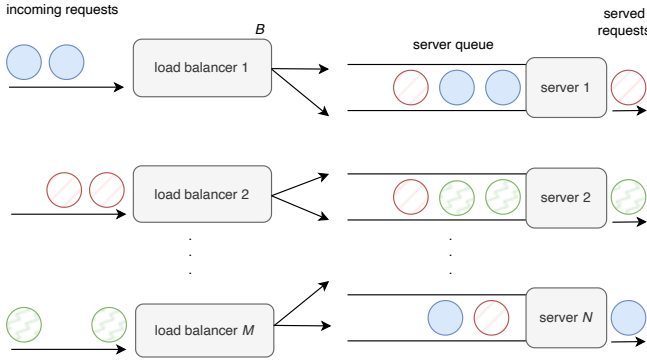 incoming requests
B
load balancer 1
server queue
served
requests
server 1
load balancer 2
server 2
load balancer M
server N